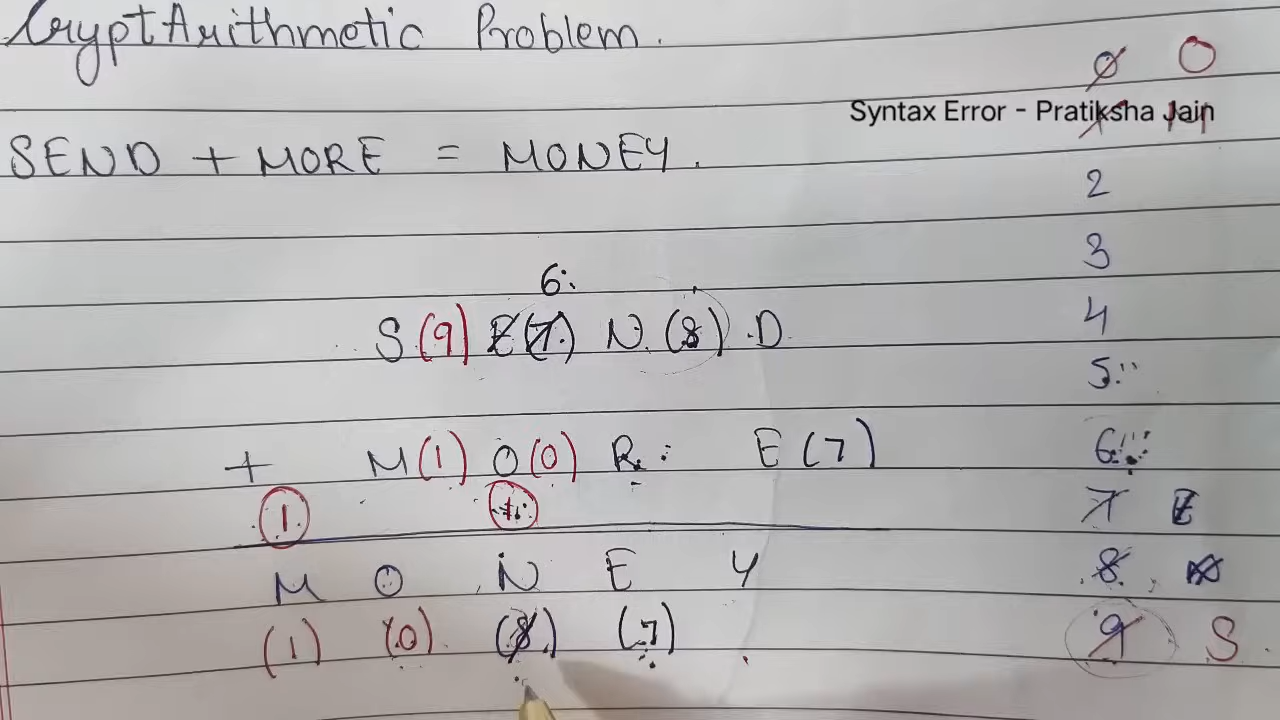 CryptArithmetic Problem.
0 O
Syntax Error - Pratiksha Jain
1 M
SEND + MORE = MONEY.
2
3
6
4
S (9) E (7) N (8) D
5
+ M (1) O (0) R E (7)
6
1 1
7 E
M O N E Y
8
(1) (0) (8) (7)
9 S